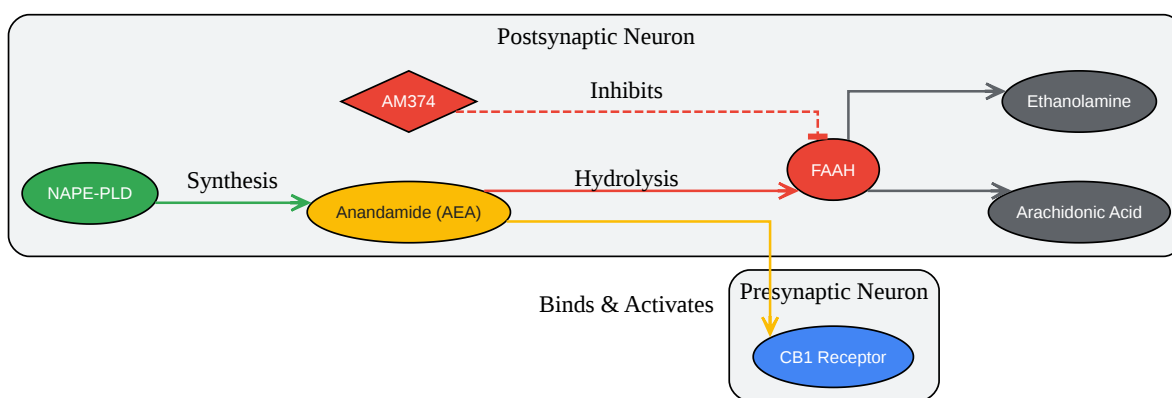 Postsynaptic Neuron
AM374
Inhibits
Ethanolamine
NAPE-PLD
Synthesis
Anandamide (AEA)
Hydrolysis
FAAH
Arachidonic Acid
Binds & Activates
Presynaptic Neuron
CB1 Receptor